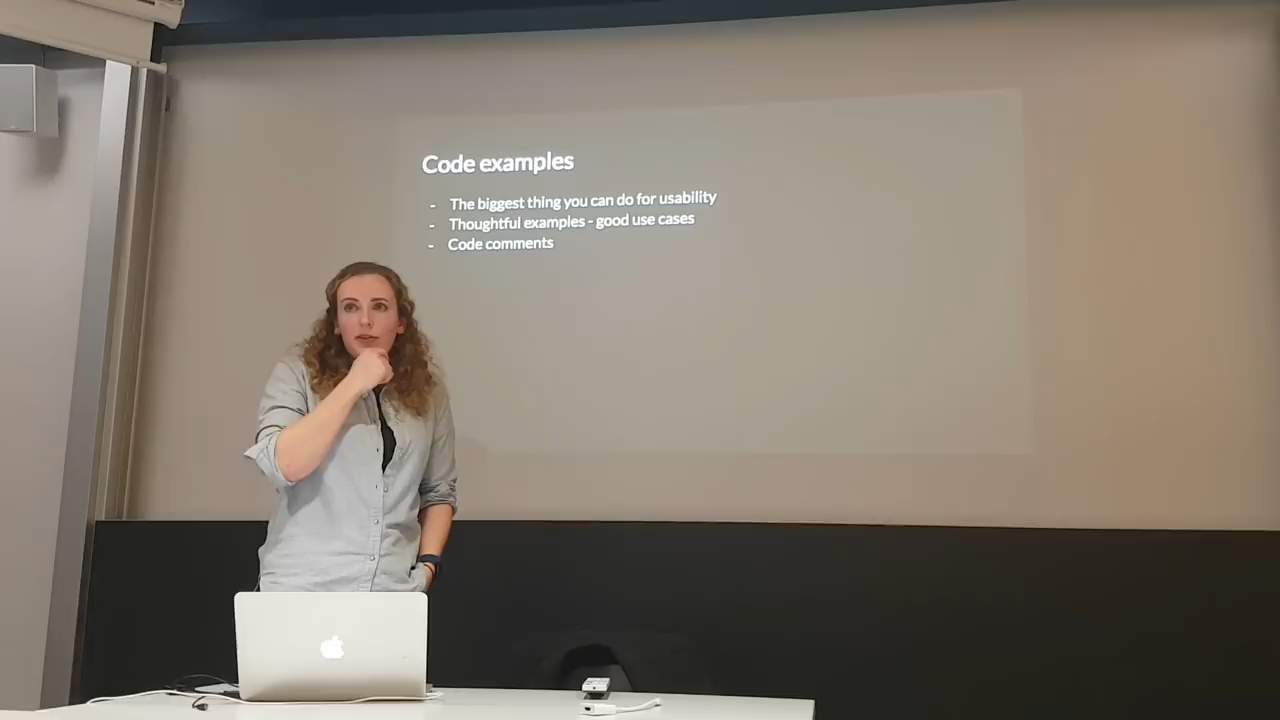 Code examples
- The biggest thing you can do for usability
- Thoughtful examples - good use cases
- Code comments